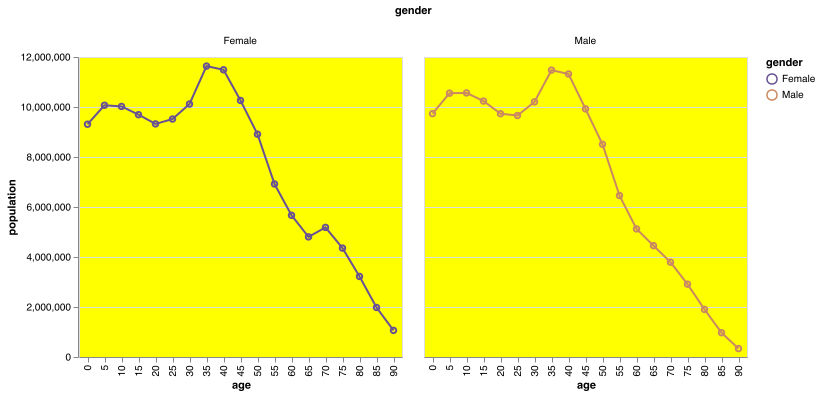 gender
Female
Male
population
12,000,000
10,000,000
8,000,000
6,000,000
4,000,000
2,000,000
0
0 5 10 15 20 25 30 35 40 45 50 55 60 65 70 75 80 85 90
age
0 5 10 15 20 25 30 35 40 45 50 55 60 65 70 75 80 85 90
age
gender
Female
Male